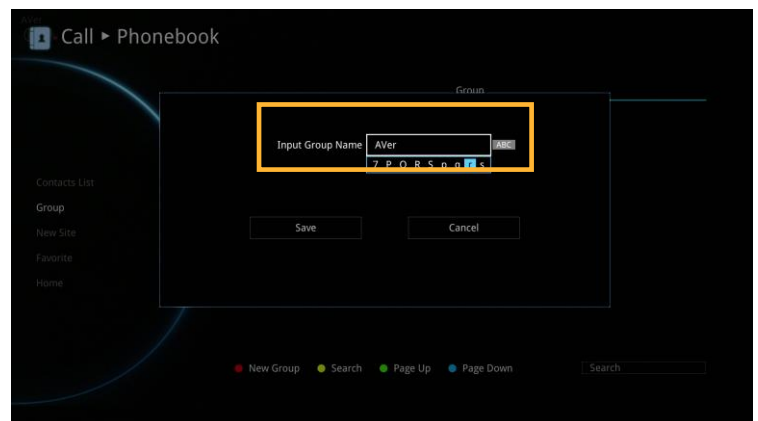 AVer
Call ▸ Phonebook
Group
Input Group Name AVer ABC
7 P Q R S p q r s
Contacts List
Group
New Site
Favorite
Home
Save Cancel
New Group Search Page Up Page Down Search